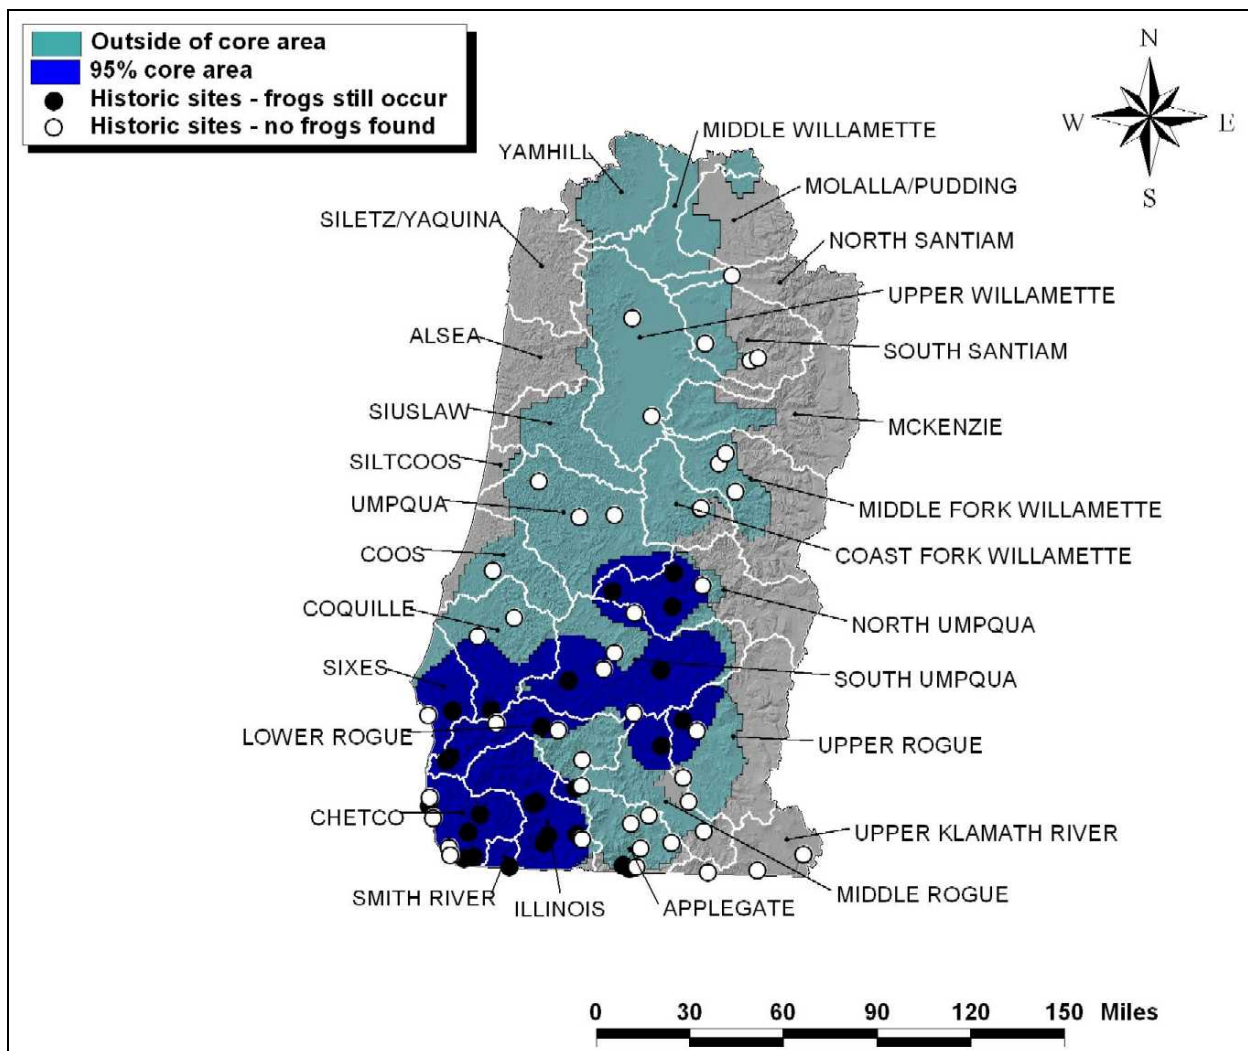 Outside of core area
95% core area
Historic sites - frogs still occur
Historic sites - no frogs found
N
W E
S
MIDDLE WILLAMETTE
YAMHILL
MOLALLA/PUDDING
SILETZ/YAQUINA
NORTH SANTIAM
UPPER WILLAMETTE
ALSEA
SOUTH SANTIAM
SIUSLAW
MCKENZIE
SILTCOOS
UMPQUA
MIDDLE FORK WILLAMETTE
COOS
COAST FORK WILLAMETTE
COQUILLE
NORTH UMPQUA
SIXES
SOUTH UMPQUA
LOWER ROGUE
UPPER ROGUE
CHETCO
UPPER KLAMATH RIVER
SMITH RIVER
ILLINOIS
APPLEGATE
MIDDLE ROGUE
0 30 60 90 120 150 Miles